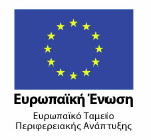 Ευρωπαϊκή Ένωση
Ευρωπαϊκό Ταμείο
Περιφερειακής Ανάπτυξης